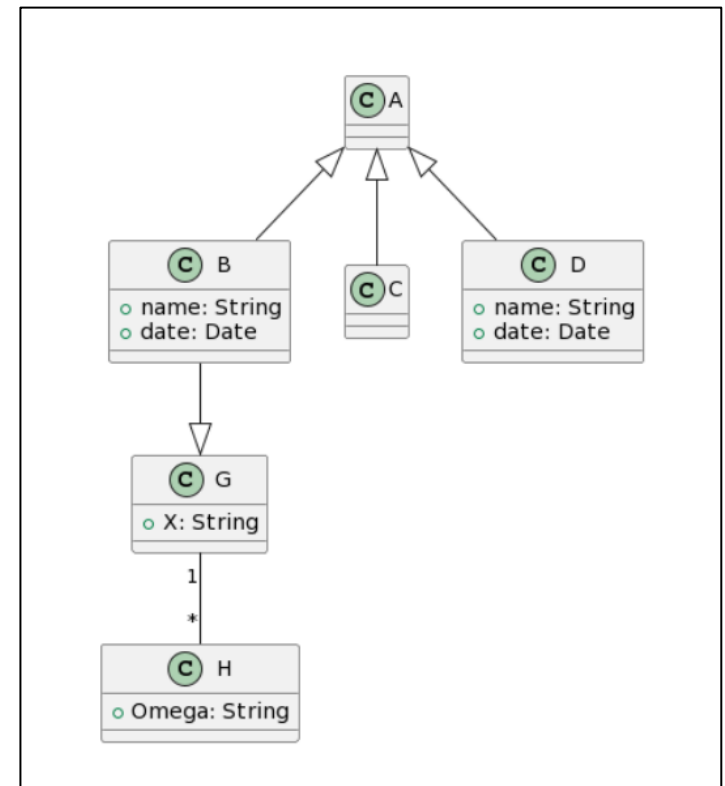 C A
C B
+ name: String
+ date: Date
C C
C D
+ name: String
+ date: Date
C G
+ X: String
1
*
C H
+ Omega: String